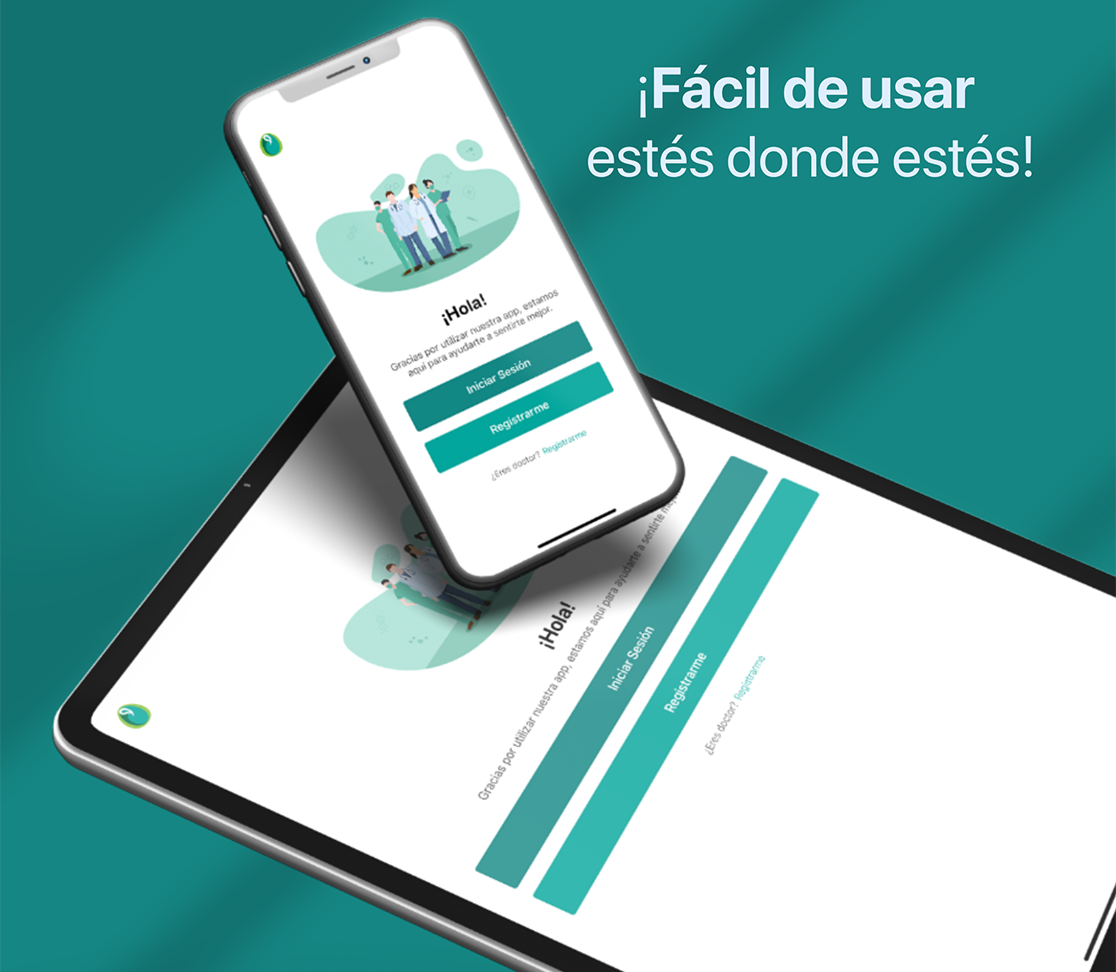 ¡Fácil de usar
estés donde estés!
¡Hola!
Gracias por utilizar nuestra app, estamos
aquí para ayudarte a sentirte mejor.
Iniciar Sesión
Registrarme
¿Eres doctor? Registrarme
¡Hola!
Gracias por utilizar nuestra app, estamos aquí para ayudarte a sentirte mejor.
Iniciar Sesión
Registrarme
¿Eres doctor? Registrarme